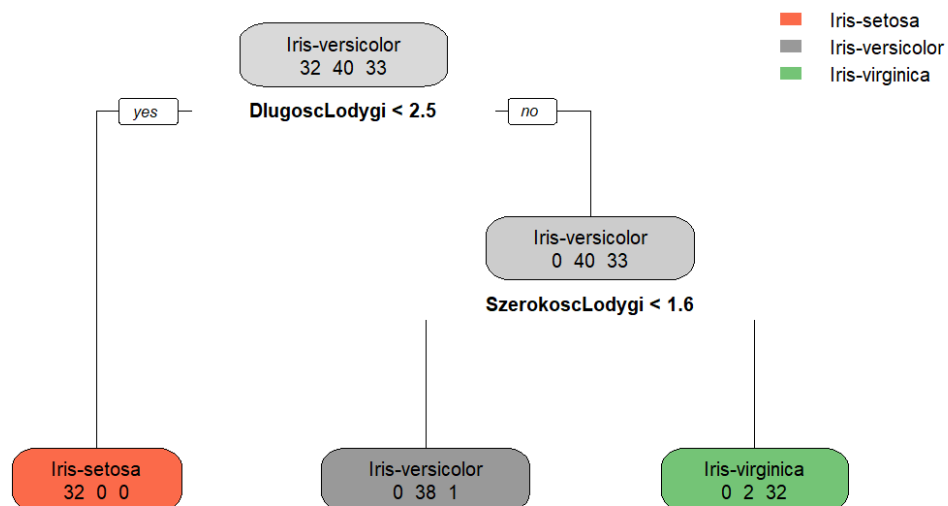 Iris-setosa
Iris-versicolor
Iris-virginica
Iris-versicolor
32 40 33
yes
DlugoscLodygi < 2.5
no
Iris-versicolor
0 40 33
SzerokoscLodygi < 1.6
Iris-setosa
32 0 0
Iris-versicolor
0 38 1
Iris-virginica
0 2 32